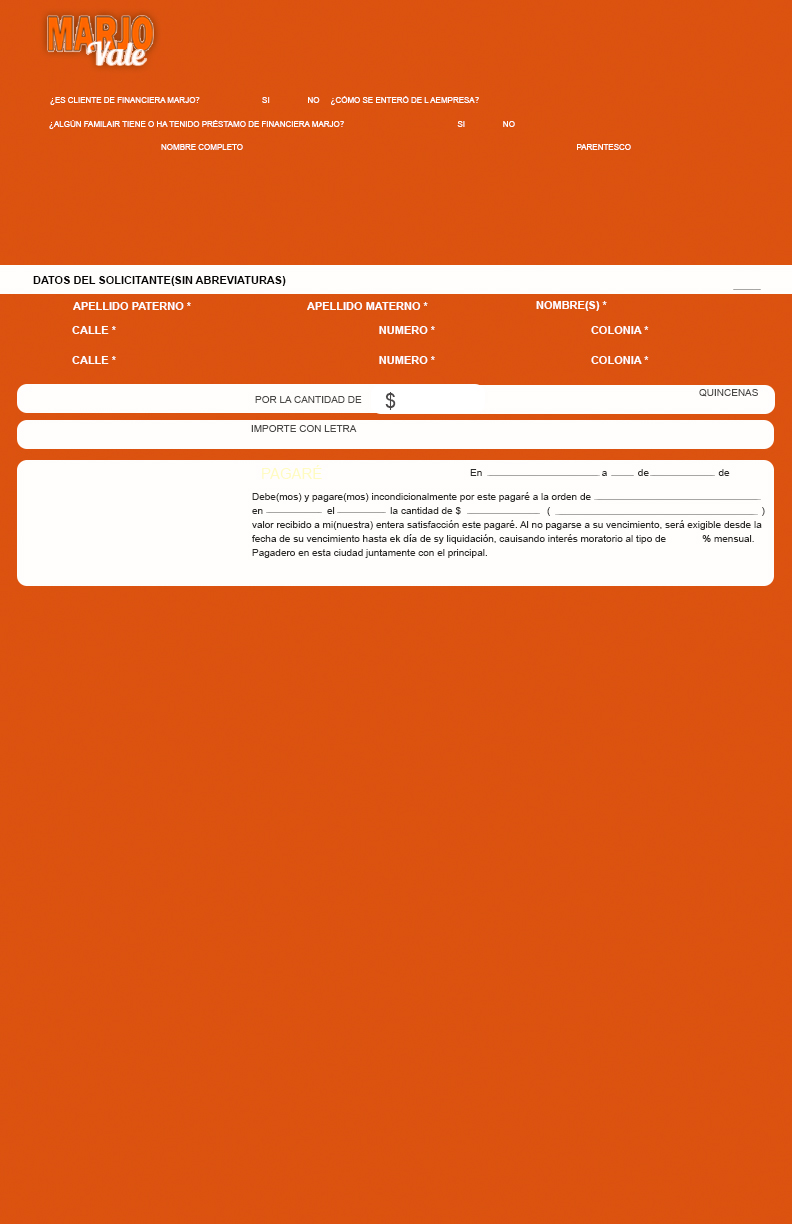 MARJO
Vale
¿ES CLIENTE DE FINANCIERA MARJO? SI NO ¿CÓMO SE ENTERÓ DE LAEMPRESA?
¿ALGÚN FAMILAIR TIENE O HA TENIDO PRÉSTAMO DE FINANCIERA MARJO? SI NO
NOMBRE COMPLETO PARENTESCO
DATOS DEL SOLICITANTE(SIN ABREVIATURAS)
APELLIDO PATERNO * APELLIDO MATERNO * NOMBRE(S) *
CALLE * NUMERO * COLONIA *
CALLE * NUMERO * COLONIA *
POR LA CANTIDAD DE $ QUINCENAS
IMPORTE CON LETRA
PAGARÉ En ____ a ____ de ____ de
Debe(mos) y pagare(mos) incondicionalmente por este pagaré a la orden de ____
en ____ el ____ la cantidad de $ ____ ( ____ )
valor recibido a mi(nuestra) entera satisfacción este pagaré. Al no pagarse a su vencimiento, será exigible desde la
fecha de su vencimiento hasta ek día de sy liquidación, cauisando interés moratorio al tipo de % mensual.
Pagadero en esta ciudad juntamente con el principal.